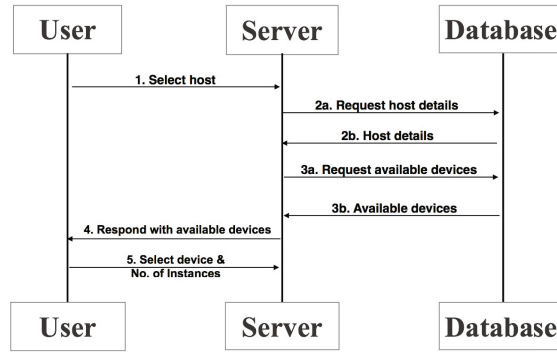 User
Server
Database
1. Select host
2a. Request host details
2b. Host details
3a. Request available devices
3b. Available devices
4. Respond with available devices
5. Select device &
No. of Instances
User
Server
Database